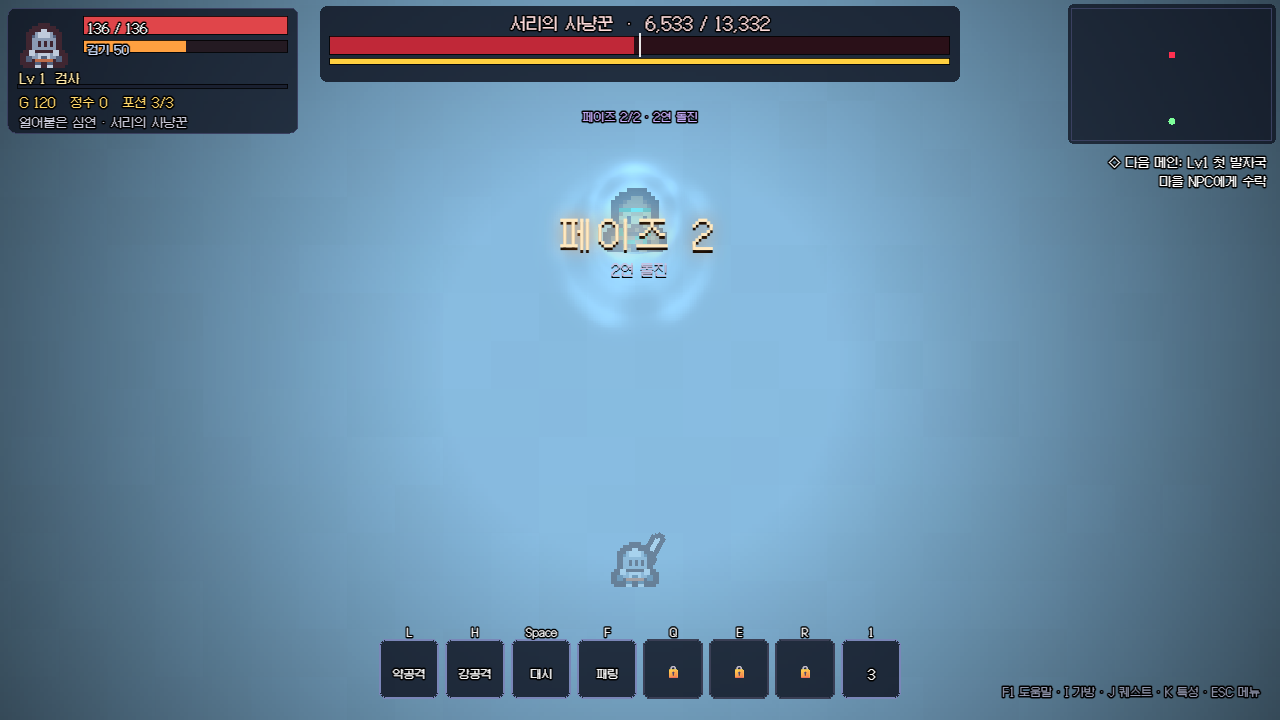 136 / 136
검기 50
Lv 1 검사
G 120 정수 0 포션 3/3
얼어붙은 심연 · 서리의 사냥꾼
서리의 사냥꾼 · 6,533 / 13,332
페이즈 2/2 · 2연 돌진
◇ 다음 메인: Lv1 첫 발자국
마을 NPC에게 수락
페이즈 2
2연 돌진
L H Space F Q E R 1
약공격 강공격 대시 패링 3
F1 도움말 · I 가방 · J 퀘스트 · K 특성 · ESC 메뉴